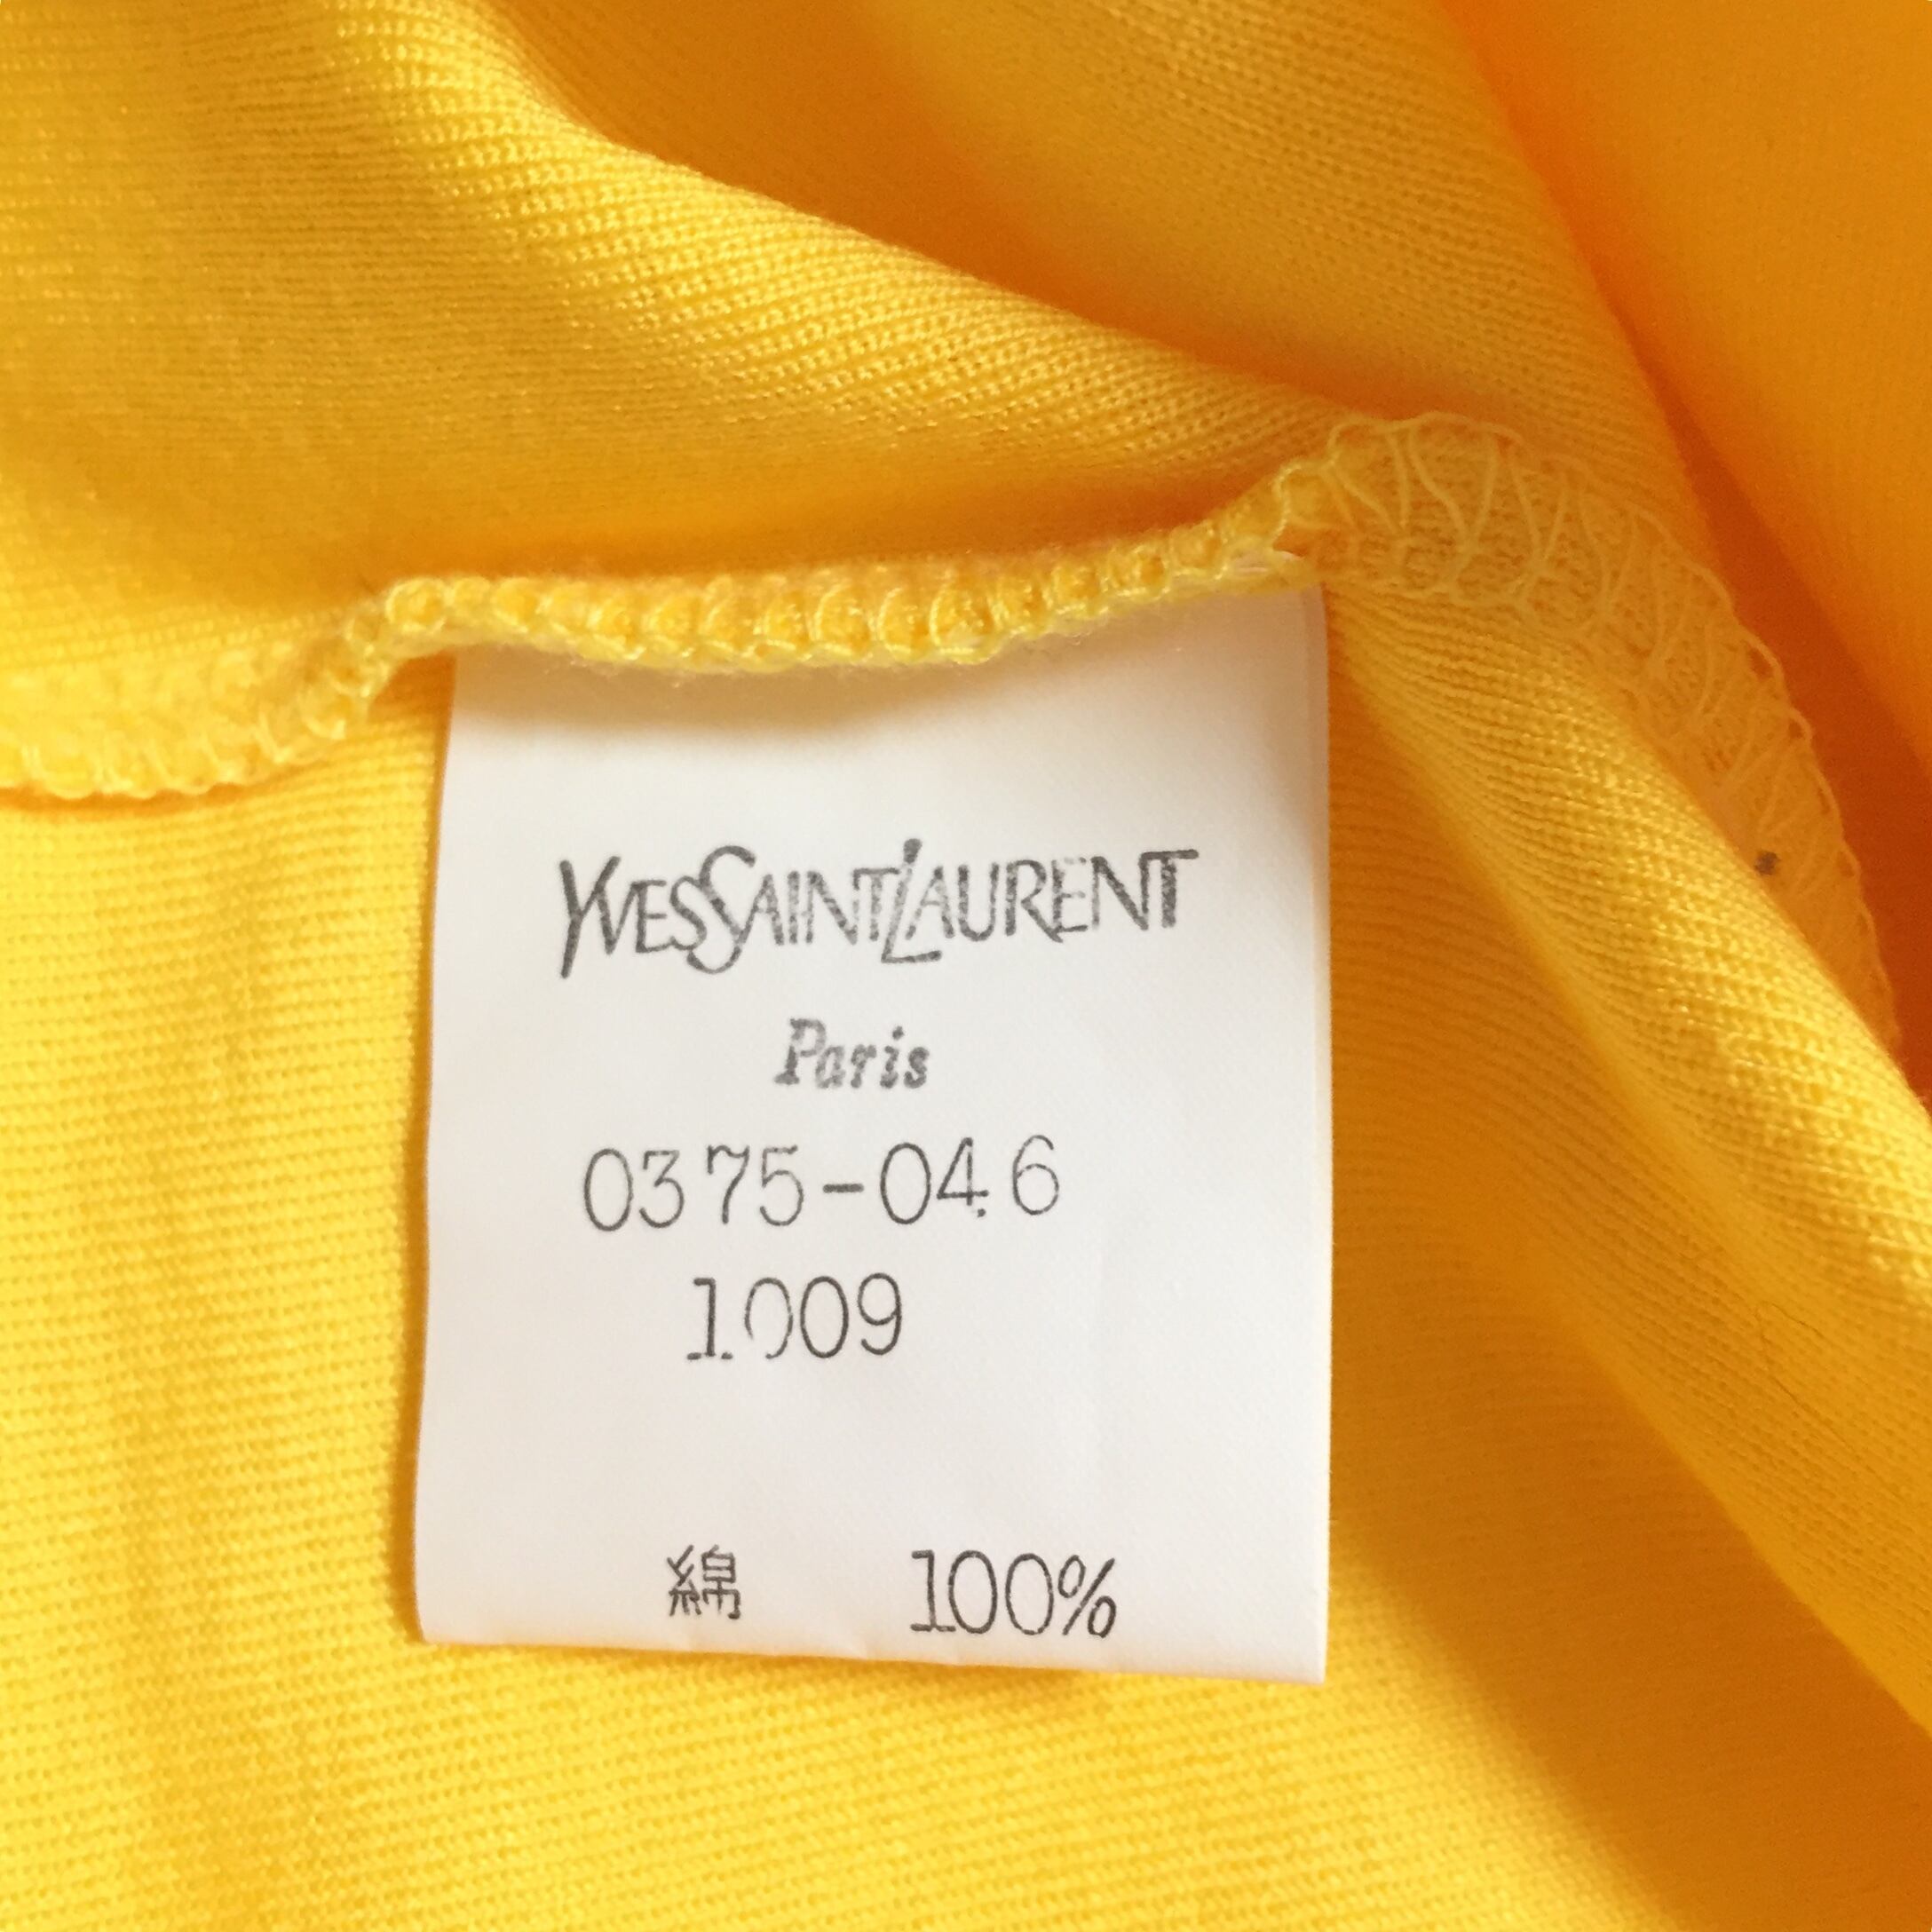 YVESSAINTLAURENT
Paris
0375-046
1009
綿 100%